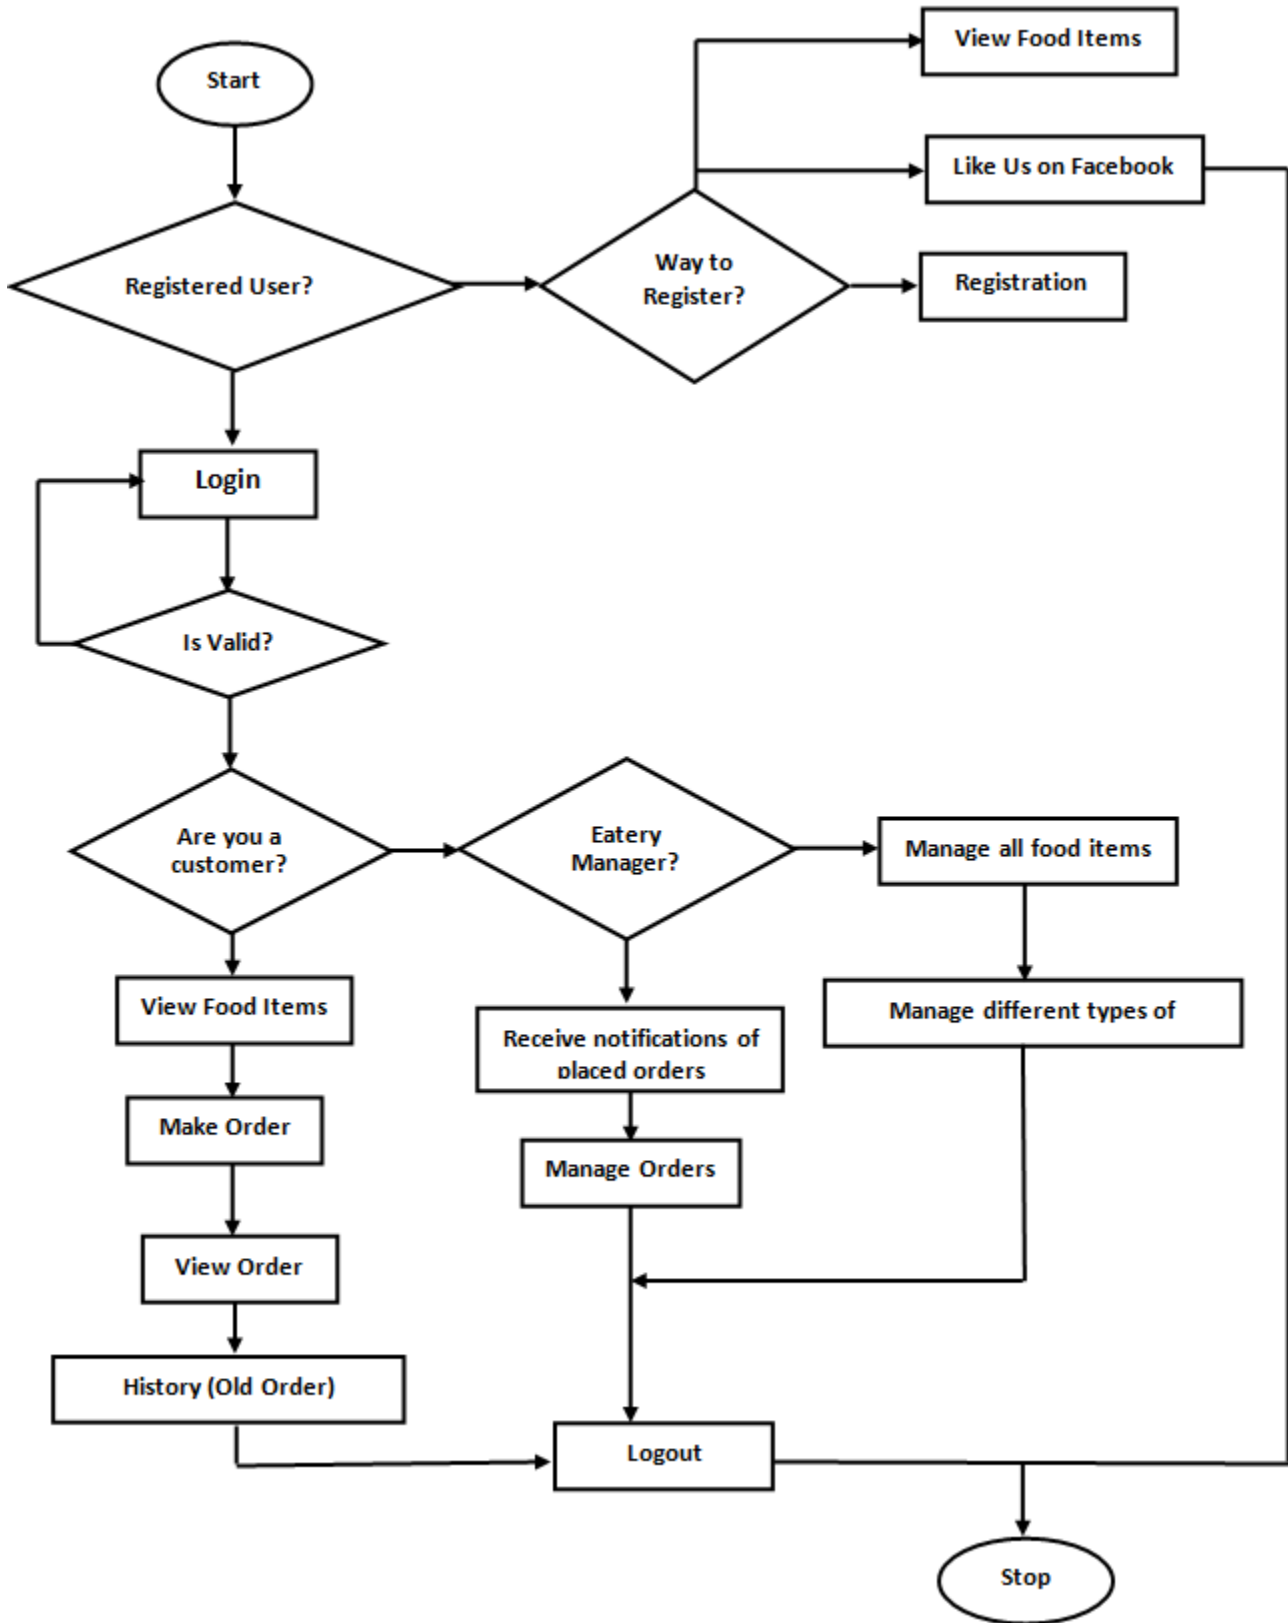 Start
View Food Items
Like Us on Facebook
Registered User?
Way to
Register?
Registration
Login
Is Valid?
Are you a
customer?
Eatery
Manager?
Manage all food items
View Food Items
Receive notifications of
placed orders
Manage different types of
Make Order
Manage Orders
View Order
History (Old Order)
Logout
Stop